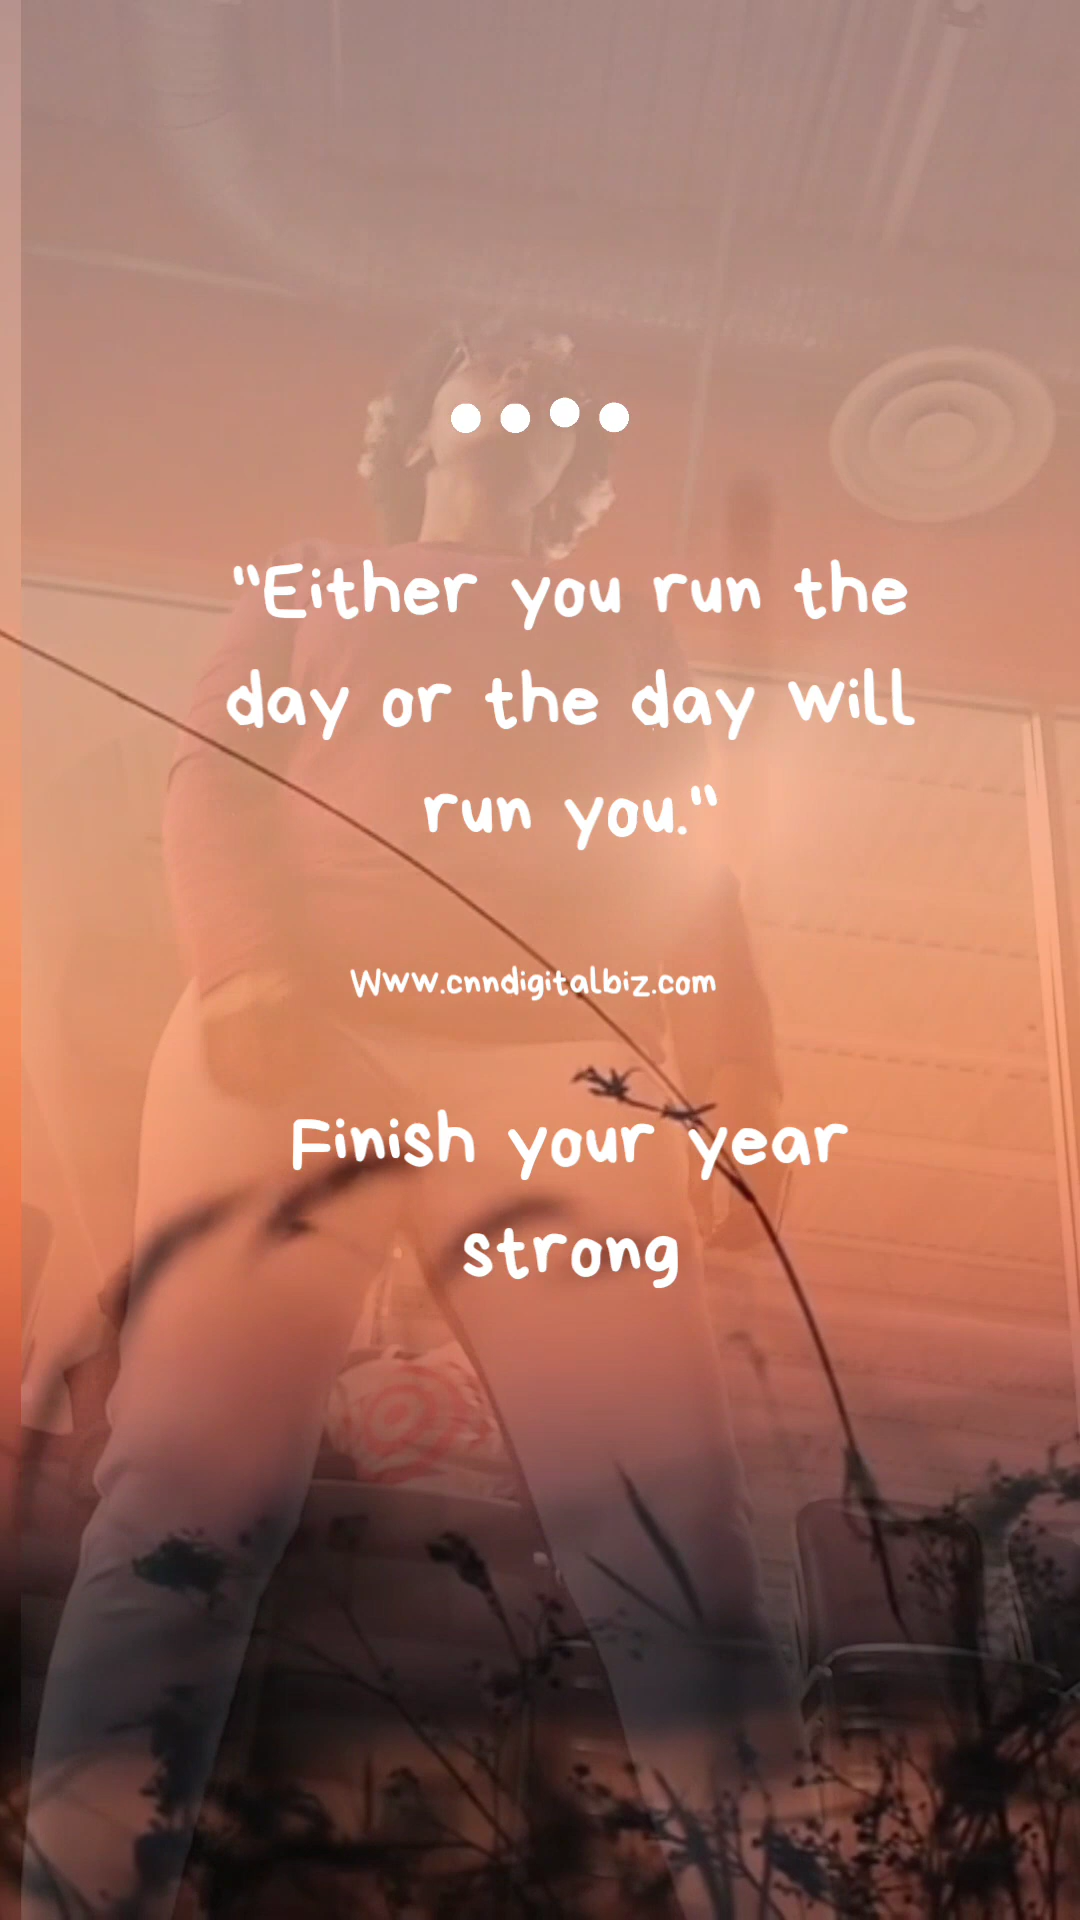 "Either you run the
day or the day will
run you."
Www.cnndigitalbiz.com
Finish your year
strong